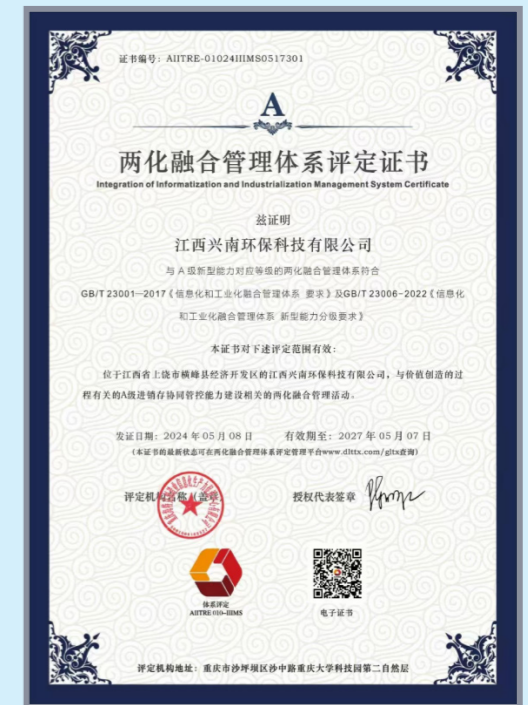 证书编号：AIITRE-01024IIIMS0517301
A
两化融合管理体系评定证书
Integration of Informatization and Industrialization Management System Certificate
兹证明
江西兴南环保科技有限公司
与 A 级新型能力对应等级的两化融合管理体系符合
GB/T 23001—2017《信息化和工业化融合管理体系 要求》及GB/T 23006-2022《信息化
和工业化融合管理体系 新型能力分级要求》
本证书对下述评定范围有效：
位于江西省上饶市横峰县经济开发区的江西兴南环保科技有限公司，与价值创造的过
程有关的A级进销存协同管控能力建设相关的两化融合管理活动。
发证日期：2024 年 05 月 08 日 有效期至：2027 年 05 月 07 日
（本证书的最新状态可在两化融合管理体系评定管理平台www.dlttx.com/gltx查询）
评定机构名称（盖章） 授权代表签章
体系评定
AIITRE 010-IIIMS
电子证书
评定机构地址：重庆市沙坪坝区沙中路重庆大学科技园第二自然层